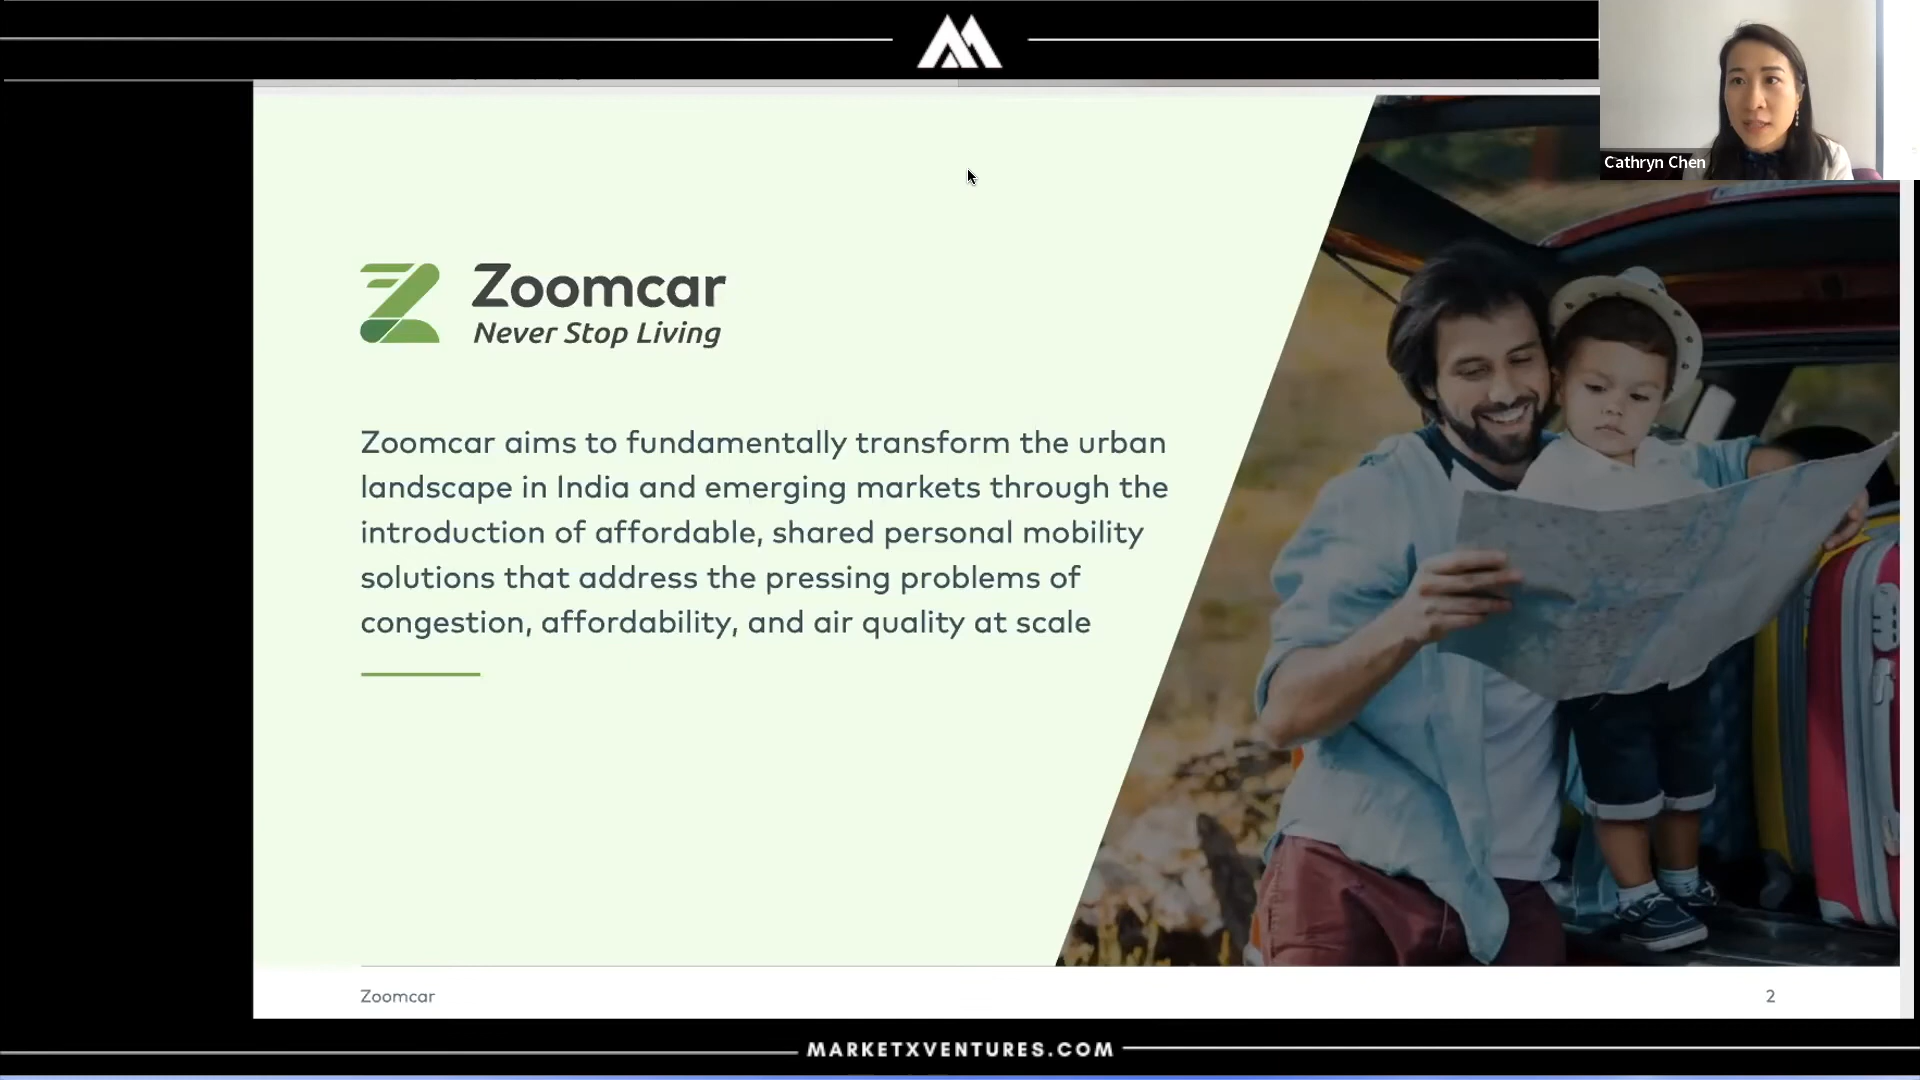 Cathryn Chen
Zoomcar
Never Stop Living
Zoomcar aims to fundamentally transform the urban
landscape in India and emerging markets through the
introduction of affordable, shared personal mobility
solutions that address the pressing problems of
congestion, affordability, and air quality at scale
Zoomcar
2
MARKETXVENTURES.COM